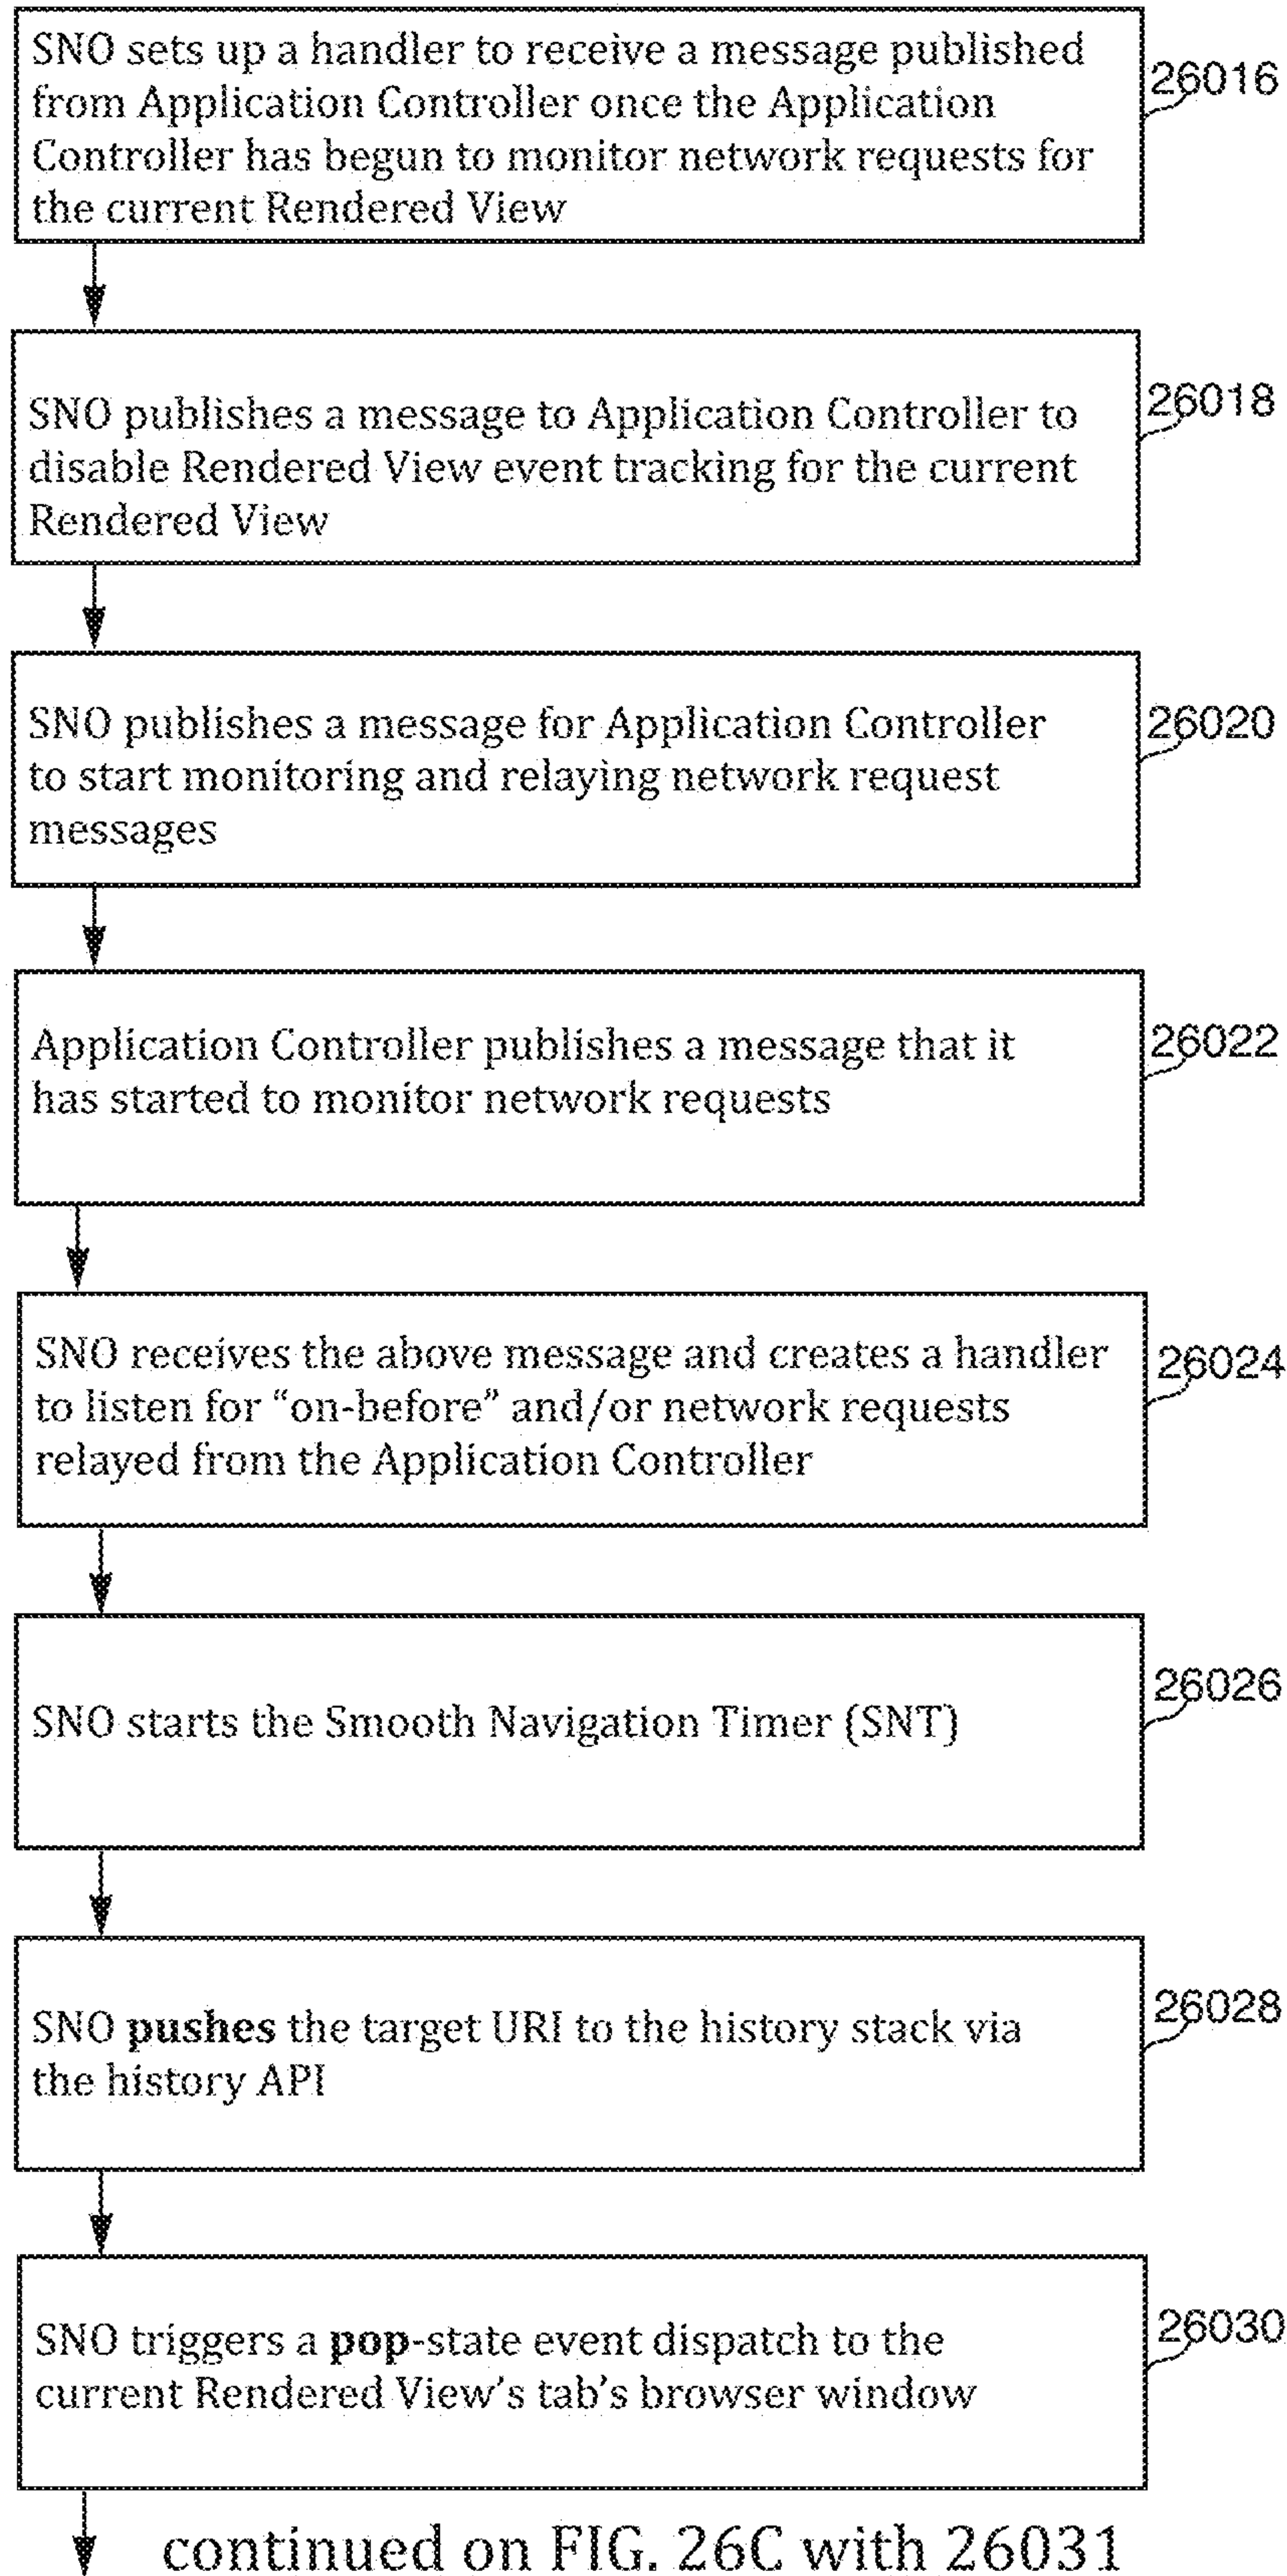 SNO sets up a handler to receive a message published
from Application Controller once the Application
Controller has begun to monitor network requests for
the current Rendered View
26016
SNO publishes a message to Application Controller to
disable Rendered View event tracking for the current
Rendered View
26018
SNO publishes a message for Application Controller
to start monitoring and relaying network request
messages
26020
Application Controller publishes a message that it
has started to monitor network requests
26022
SNO receives the above message and creates a handler
to listen for “on-before” and/or network requests
relayed from the Application Controller
26024
SNO starts the Smooth Navigation Timer (SNT)
26026
SNO pushes the target URI to the history stack via
the history API
26028
SNO triggers a pop-state event dispatch to the
current Rendered View’s tab’s browser window
26030
continued on FIG. 26C with 26031